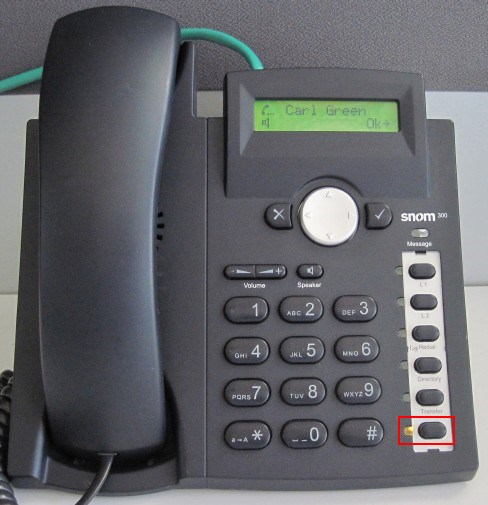 Carl Green
Ok→
snom 300
Message
L1
L2
Redial
Directory
Transfer
- +
Volume
Speaker
1
ABC 2
DEF 3
GHI 4
JKL 5
MNO 6
PQRS 7
TUV 8
WXYZ 9
a→A *
_ _0
#